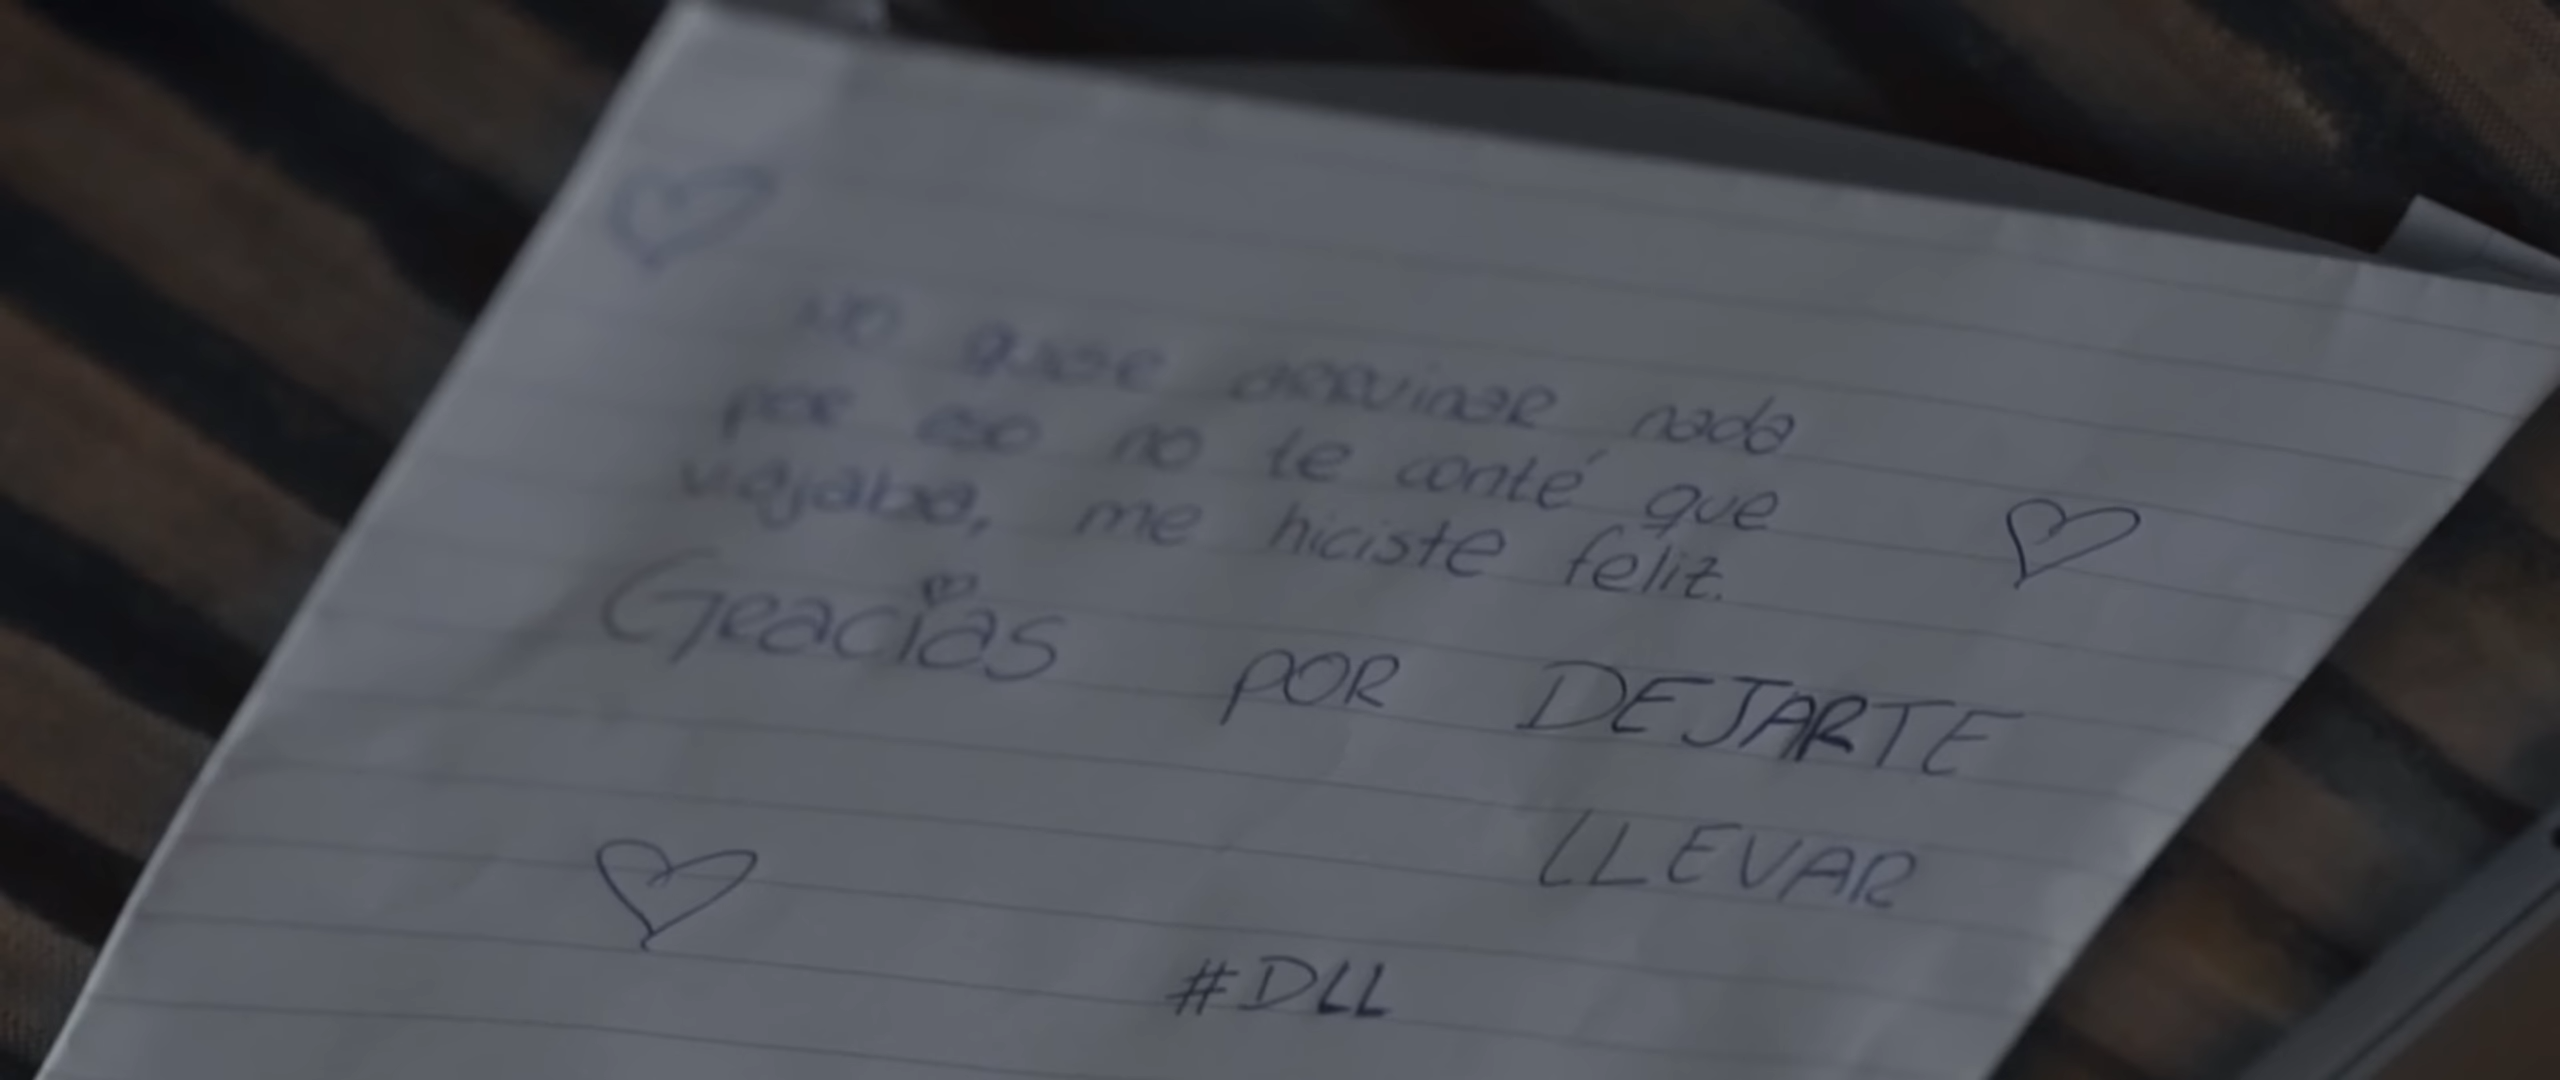 No quise arruinar nada
por eso no te conté que
viajaba, me hiciste feliz.
Gracias POR DEJARTE
LLEVAR
#DLL